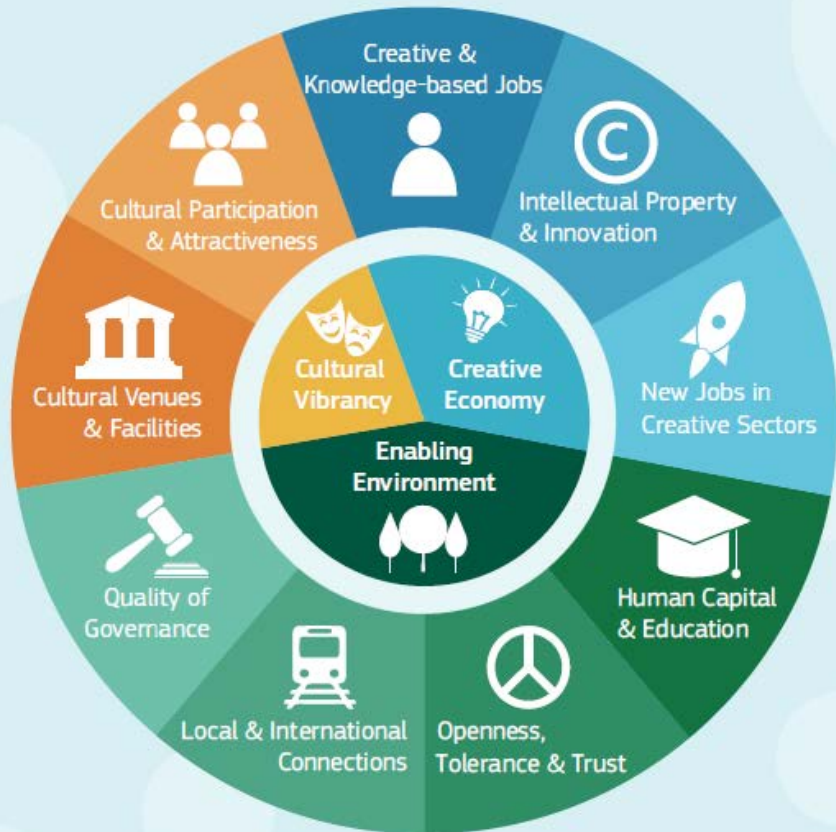 Creative &
Knowledge-based Jobs
C
Intellectual Property
& Innovation
New Jobs in
Creative Sectors
Human Capital
& Education
Openness,
Tolerance & Trust
Local & International
Connections
Quality of
Governance
Cultural Venues
& Facilities
Cultural Participation
& Attractiveness
Cultural
Vibrancy
Creative
Economy
Enabling
Environment